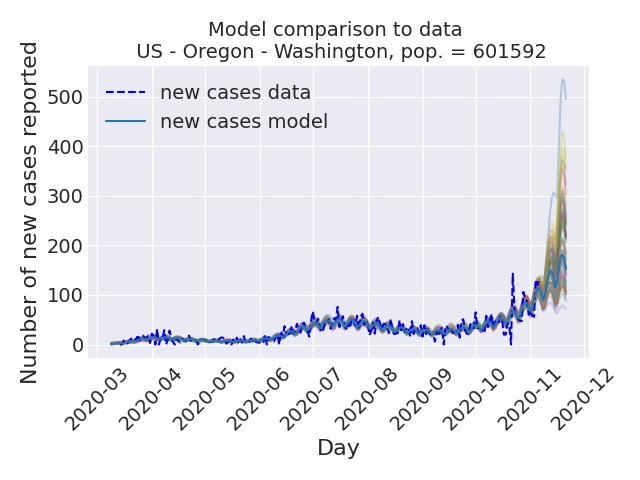 Model comparison to data
US - Oregon - Washington, pop. = 601592
Number of new cases reported
500
400
300
200
100
0
new cases data
new cases model
2020-03
2020-04
2020-05
2020-06
2020-07
2020-08
2020-09
2020-10
2020-11
2020-12
Day